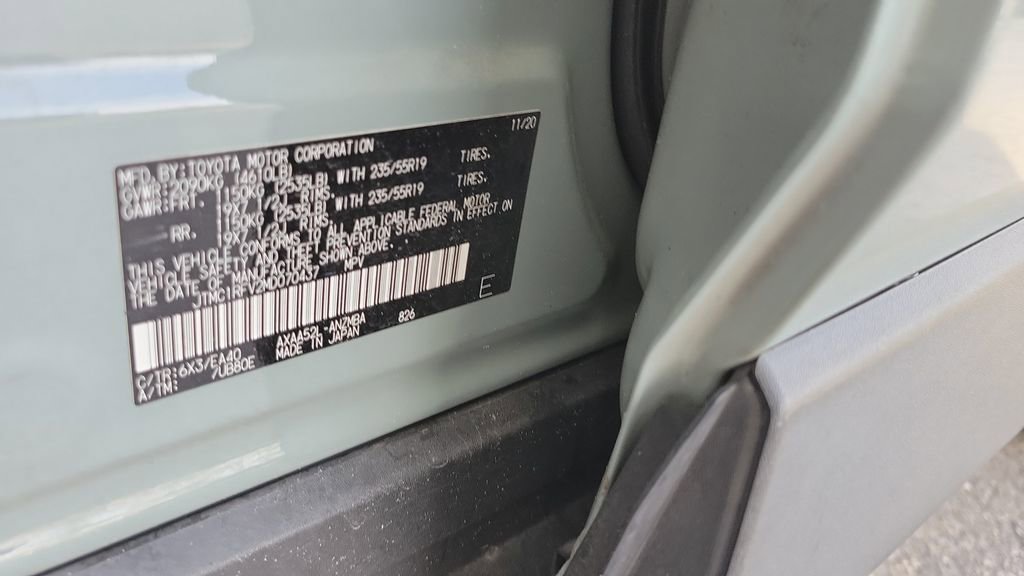 11/20
MFD.BY:TOYOTA MOTOR CORPORATION
GVWR:2090KG (4610LB)
GAWR:FRT. 1150KG (2535LB) WITH 235/55R19 TIRES,
19X7 1/2J RIMS,
RR. 1150KG (2535LB) WITH 235/55R19 TIRES,
19X7 1/2J RIMS,
THIS VEHICLE CONFORMS TO ALL APPLICABLE FEDERAL MOTOR
VEHICLE SAFETY AND THEFT PREVENTION STANDARDS IN EFFECT ON
THE DATE OF MANUFACTURE SHOWN ABOVE.
MPV
E
C/TR:6X3/EA40 AXAA52L-ANZMBA 826
A/TM: /UB80E MADE IN JAPAN